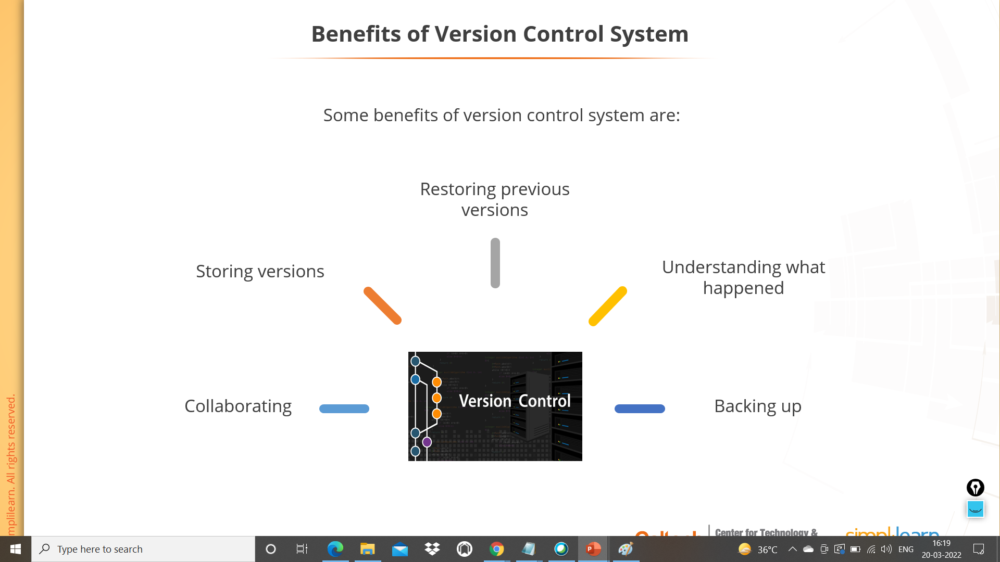 Benefits of Version Control System
Some benefits of version control system are:
Restoring previous
versions
Storing versions
Understanding what
happened
Collaborating
Version Control
Backing up
mplilearn. All rights reserved.
Center for Technology &
simplilearn
Type here to search
36°C
ENG
16:19
20-03-2022